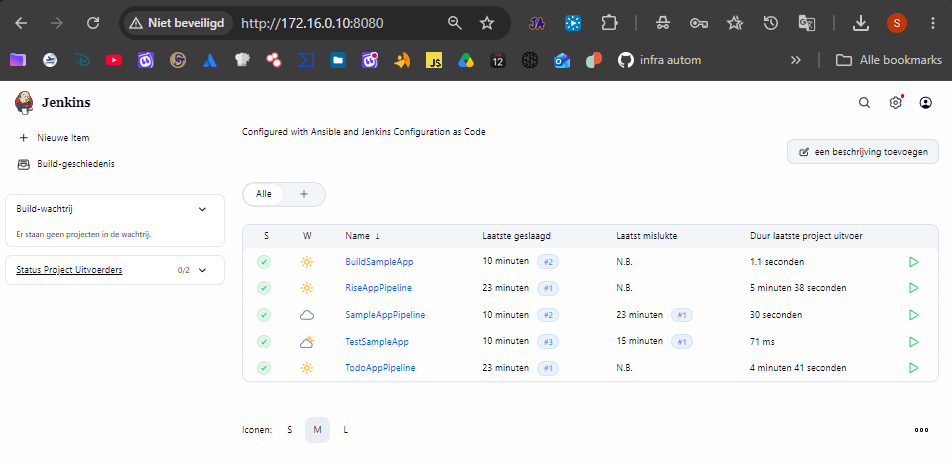 Niet beveiligd http://172.16.0.10:8080 JA S
JS 12 infra autom » Alle bookmarks
Jenkins
Configured with Ansible and Jenkins Configuration as Code
Nieuwe Item
Build-geschiedenis
een beschrijving toevoegen
Alle +
Build-wachtrij
Er staan geen projecten in de wachtrij.
Status Project Uitvoerders 0/2
S W Name ↓ Laatste geslaagd Laatst mislukte Duur laatste project uitvoer
BuildSampleApp 10 minuten #2 N.B. 1.1 seconden
RiseAppPipeline 23 minuten #1 N.B. 5 minuten 38 seconden
SampleAppPipeline 10 minuten #2 23 minuten #1 30 seconden
TestSampleApp 10 minuten #3 15 minuten #1 71 ms
TodoAppPipeline 23 minuten #1 N.B. 4 minuten 41 seconden
Iconen: S M L